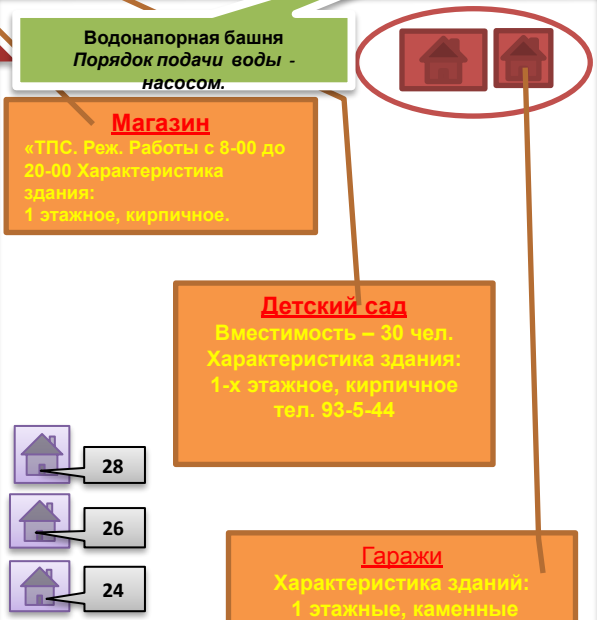 Водонапорная башня
Порядок подачи воды -
насосом.
Магазин
«ТПС. Реж. Работы с 8-00 до
20-00 Характеристика
здания:
1 этажное, кирпичное.
Детский сад
Вместимость – 30 чел.
Характеристика здания:
1-х этажное, кирпичное
тел. 93-5-44
28
26
24
Гаражи
Характеристика зданий:
1 этажные, каменные